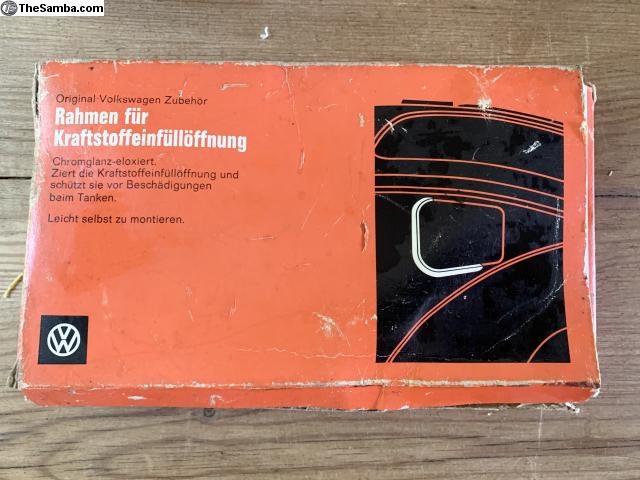 TheSamba.com
Original Volkswagen Zubehör
Rahmen für
Kraftstoffeinfüllöffnung
Chromglanz-eloxiert.
Ziert die Kraftstoffeinfüllöffnung und
schützt sie vor Beschädigungen
beim Tanken.
Leicht selbst zu montieren.
VW